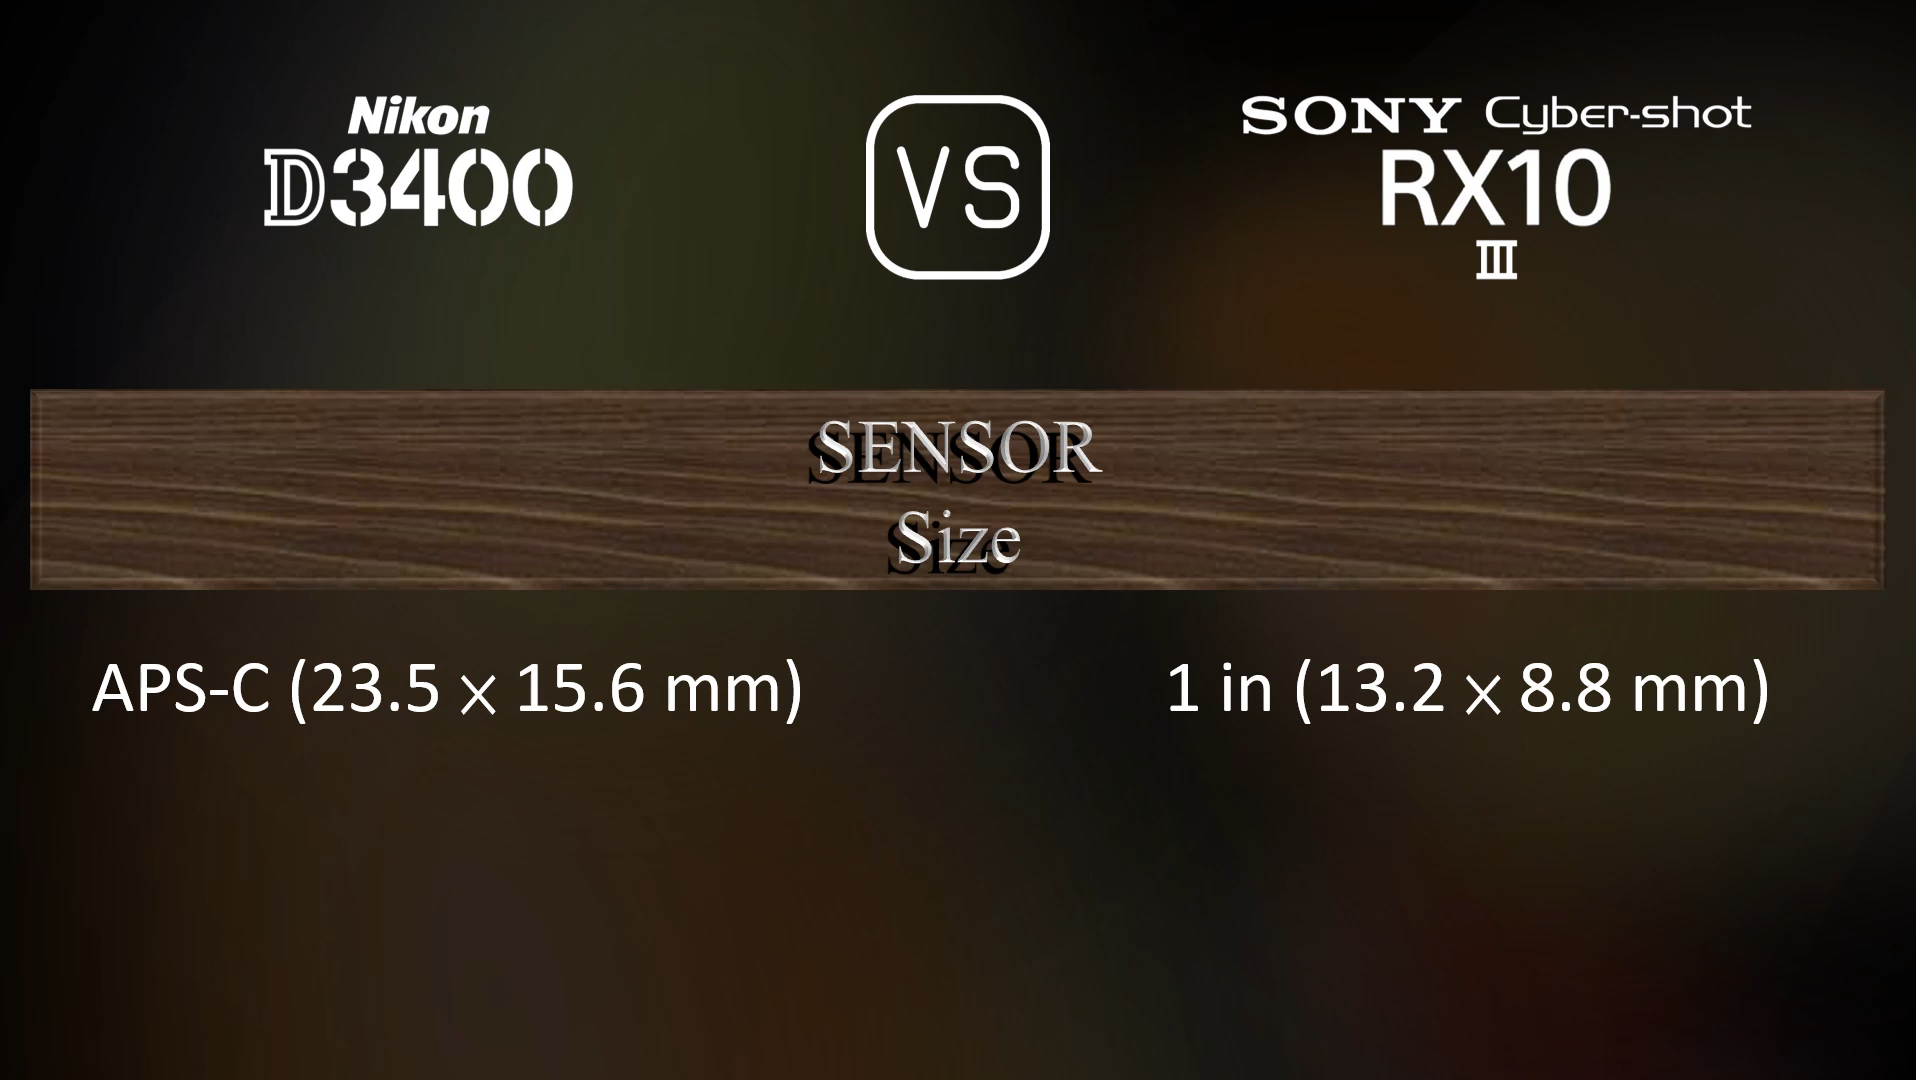 Nikon
D3400
VS
SONY Cyber-shot
RX10
III
SENSOR
Size
APS-C (23.5 x 15.6 mm)
1 in (13.2 x 8.8 mm)